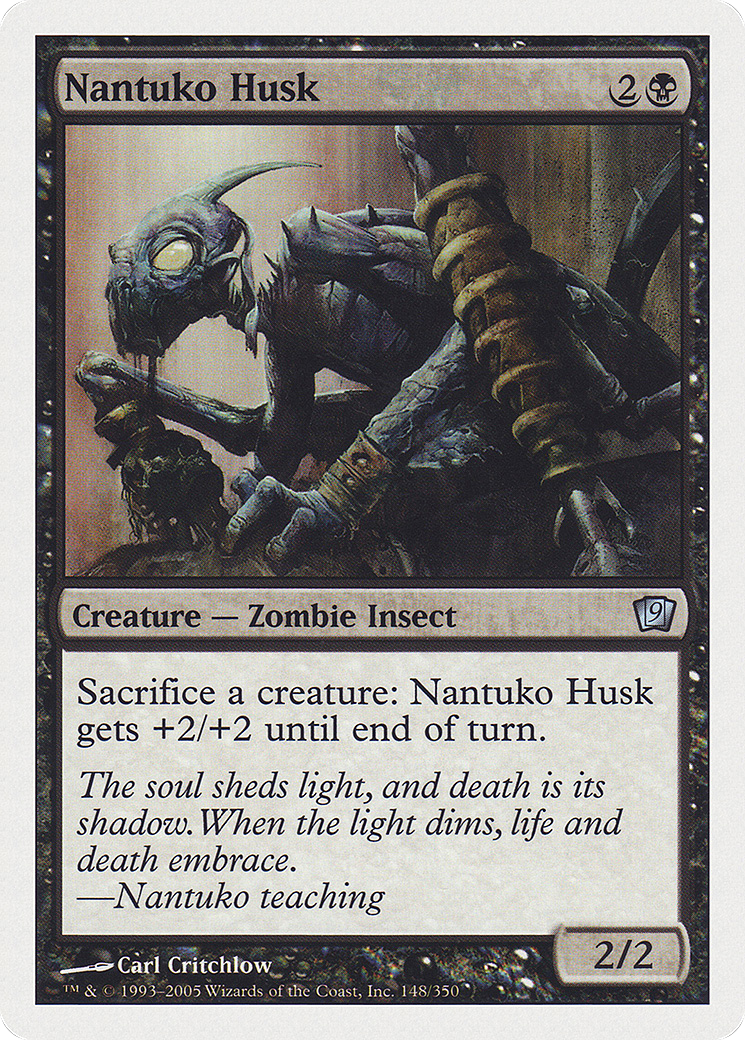 Nantuko Husk 2
Creature — Zombie Insect 9
Sacrifice a creature: Nantuko Husk
gets +2/+2 until end of turn.
The soul sheds light, and death is its
shadow. When the light dims, life and
death embrace.
—Nantuko teaching
2/2
Carl Critchlow
™ & © 1993–2005 Wizards of the Coast, Inc. 148/350